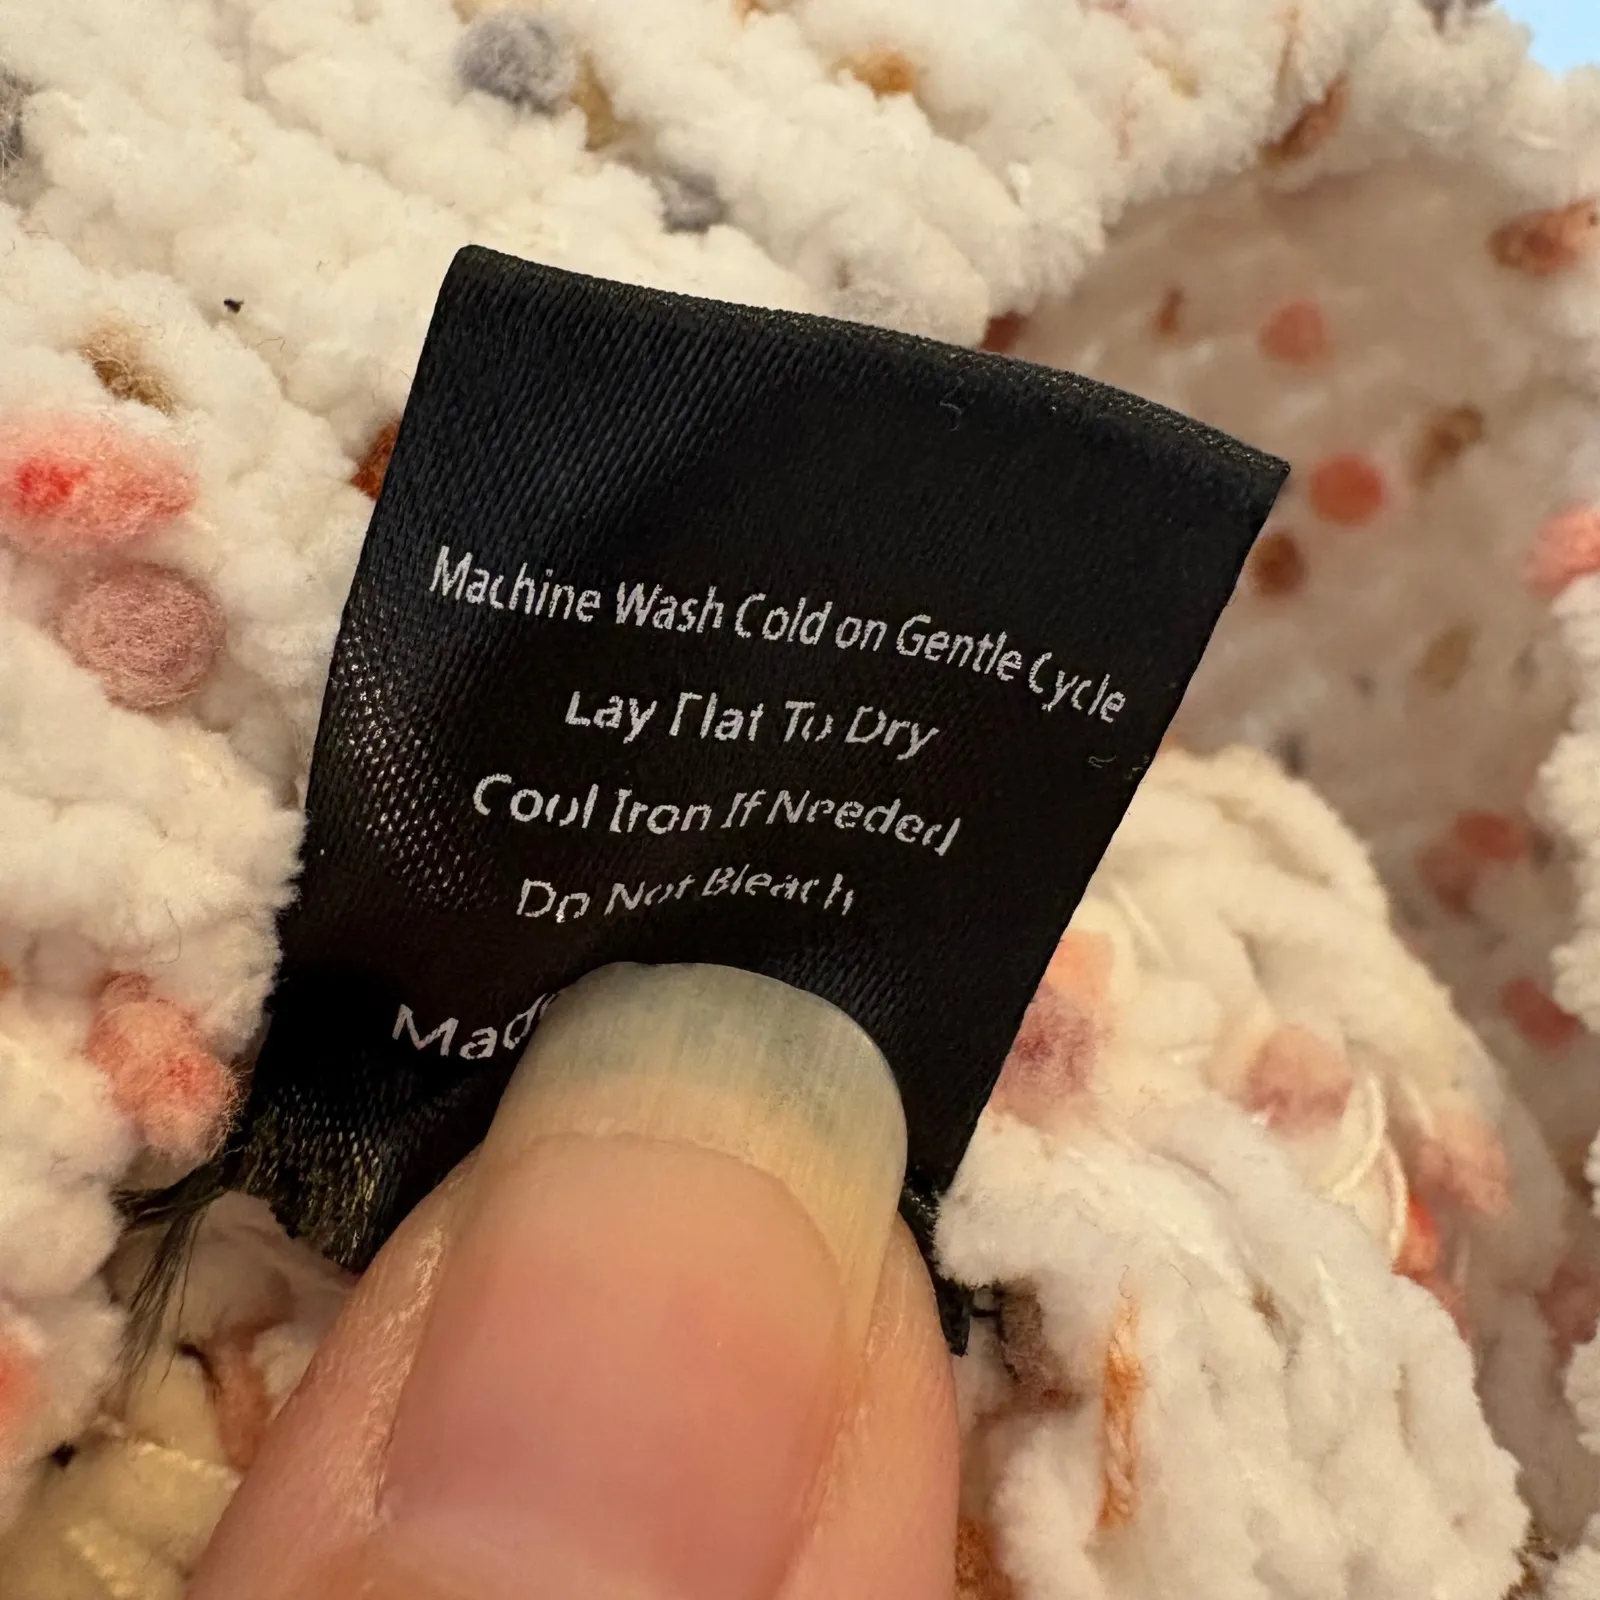 Machine Wash Cold on Gentle Cycle
Lay Flat To Dry
Cool Iron If Needed
Do Not Bleach